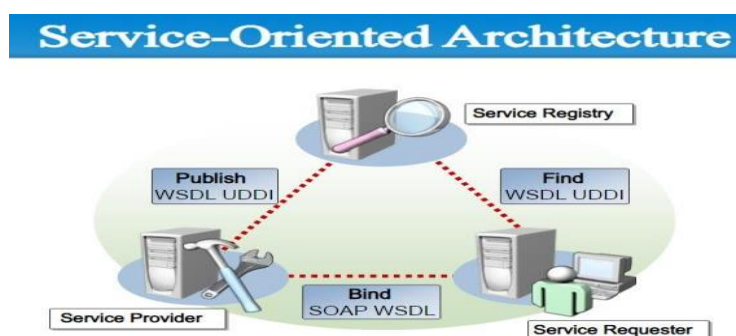 Service-Oriented Architecture
Service Registry
Publish
WSDL UDDI
Find
WSDL UDDI
Bind
SOAP WSDL
Service Provider
Service Requester